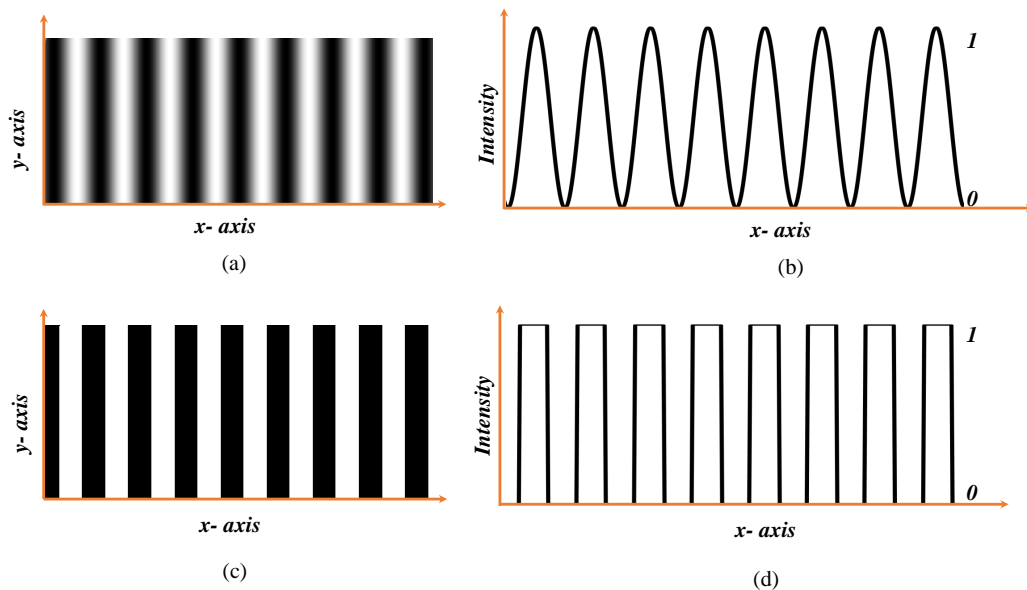 y- axis
x- axis
(a)
Intensity
1
0
x- axis
(b)
y- axis
x- axis
(c)
Intensity
1
0
x- axis
(d)